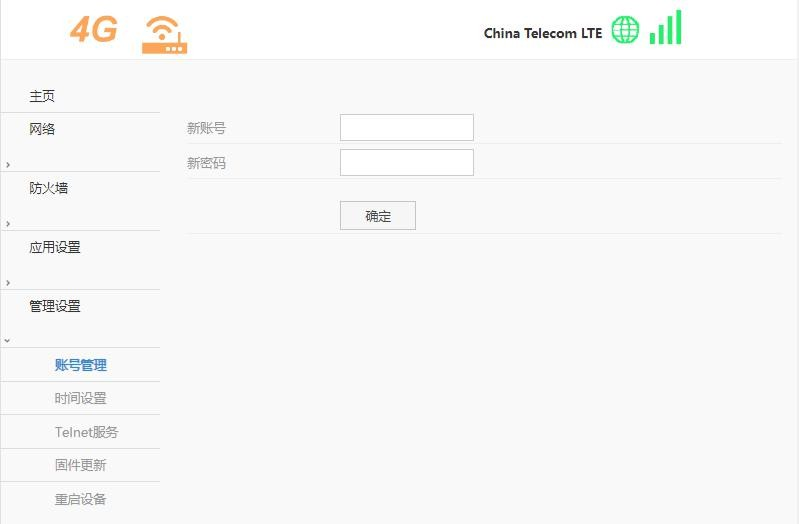 4G
China Telecom LTE
主页
网络
防火墙
应用设置
管理设置
账号管理
时间设置
Telnet服务
固件更新
重启设备
新账号
新密码
确定